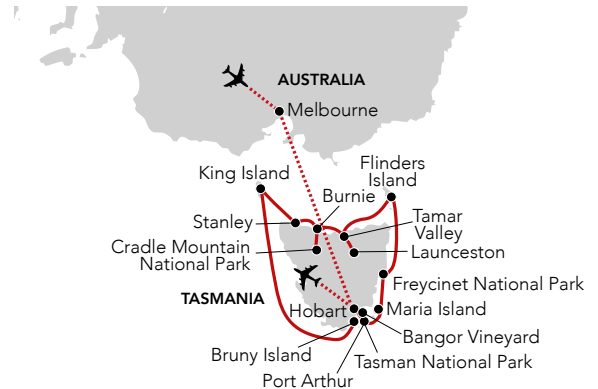 AUSTRALIA
Melbourne
King Island
Flinders
Island
Burnie
Stanley
Tamar
Valley
Cradle Mountain
National Park
Launceston
Freycinet National Park
TASMANIA
Hobart
Maria Island
Bangor Vineyard
Bruny Island
Tasman National Park
Port Arthur